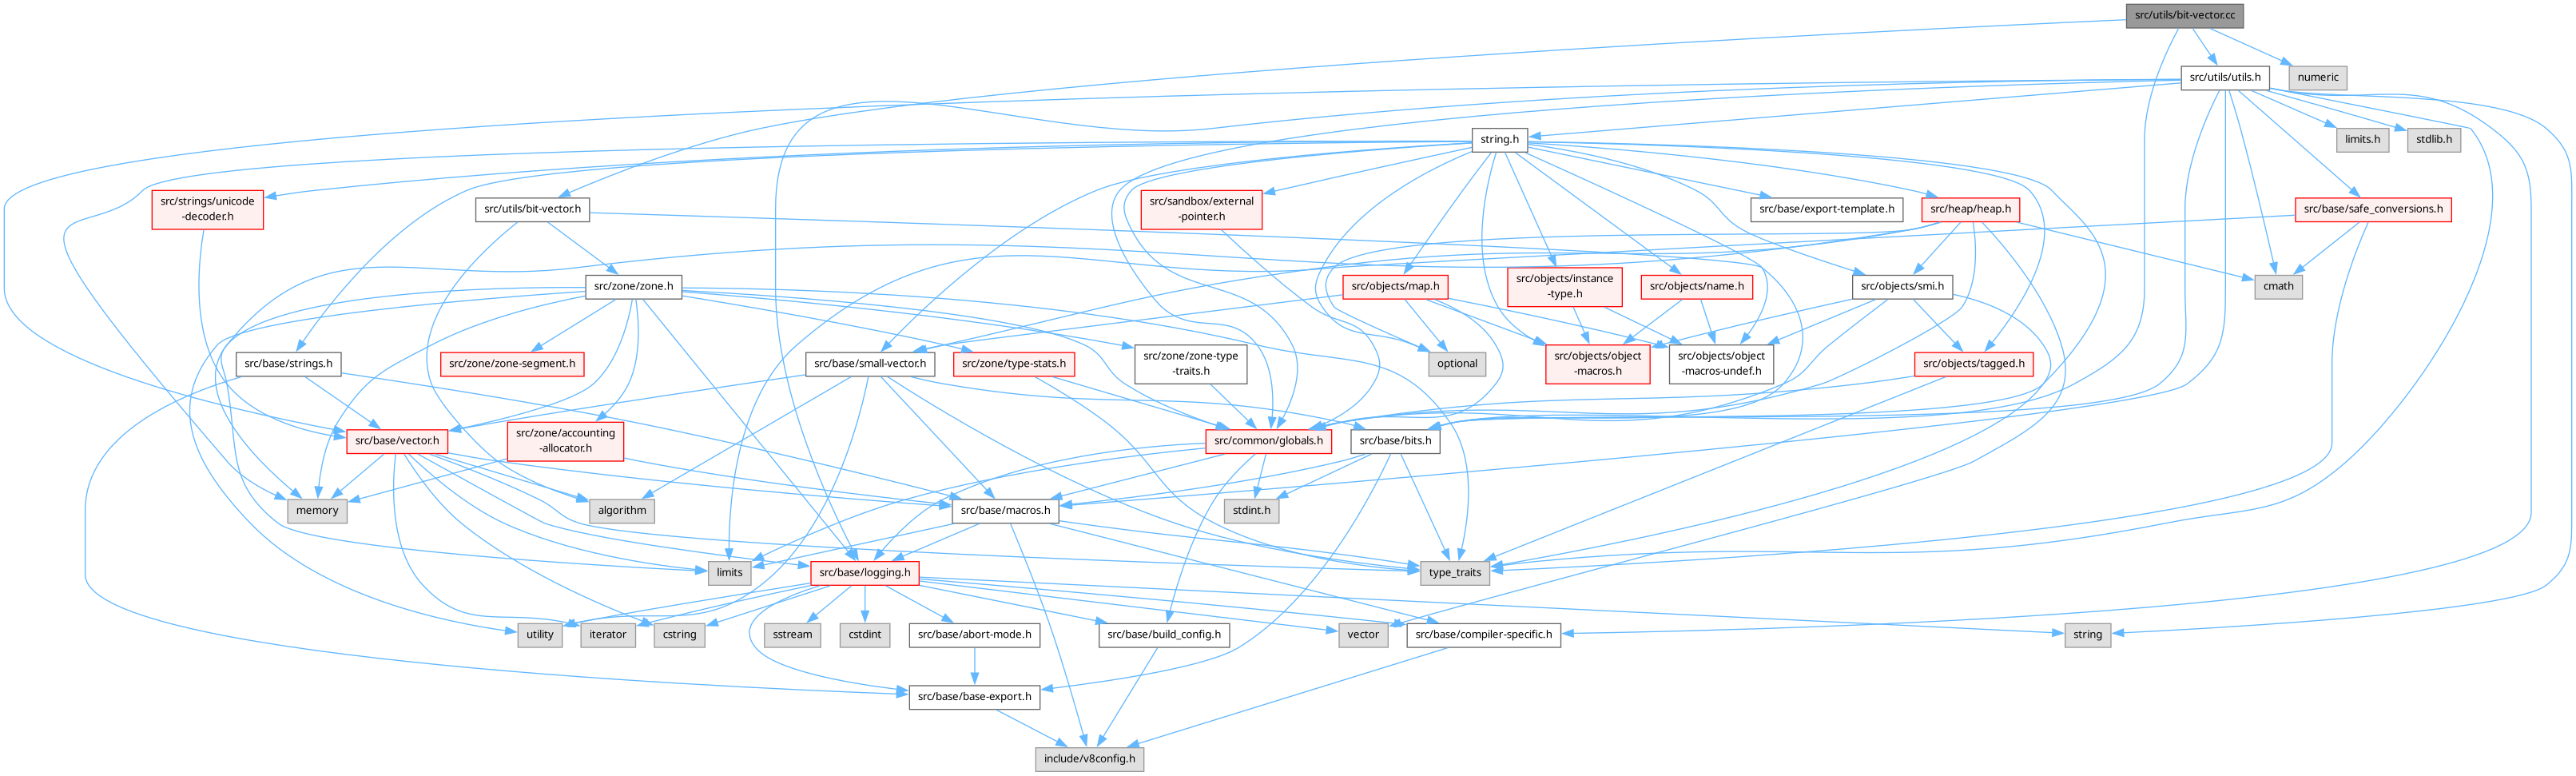 src/utils/bit-vector.cc
src/utils/utils.h
numeric
string.h
limits.h
stdlib.h
src/strings/unicode
-decoder.h
src/utils/bit-vector.h
src/sandbox/external
-pointer.h
src/base/export-template.h
src/heap/heap.h
src/base/safe_conversions.h
src/zone/zone.h
src/objects/map.h
src/objects/instance
-type.h
src/objects/name.h
src/objects/smi.h
cmath
src/base/strings.h
src/zone/zone-segment.h
src/base/small-vector.h
src/zone/type-stats.h
src/zone/zone-type
-traits.h
optional
src/objects/object
-macros.h
src/objects/object
-macros-undef.h
src/objects/tagged.h
src/base/vector.h
src/zone/accounting
-allocator.h
src/common/globals.h
src/base/bits.h
memory
algorithm
src/base/macros.h
stdint.h
limits
src/base/logging.h
type_traits
utility
iterator
cstring
sstream
cstdint
src/base/abort-mode.h
src/base/build_config.h
vector
src/base/compiler-specific.h
string
src/base/base-export.h
include/v8config.h